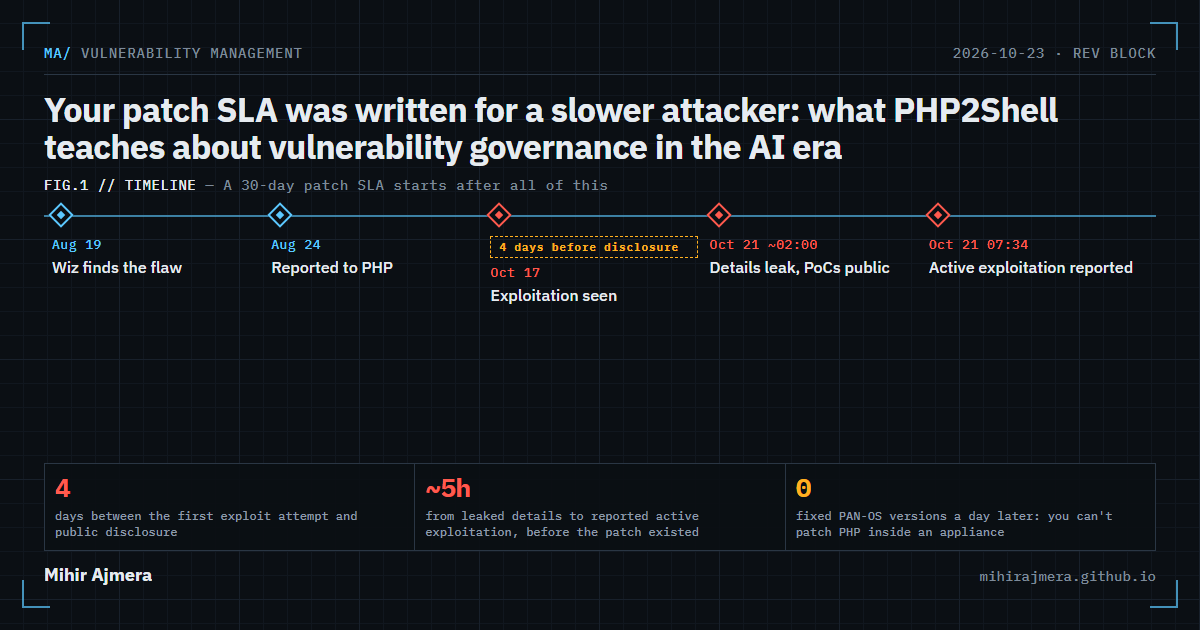 MA/ VULNERABILITY MANAGEMENT
2026-10-23 · REV BLOCK
Your patch SLA was written for a slower attacker: what PHP2Shell
teaches about vulnerability governance in the AI era
FIG.1 // TIMELINE — A 30-day patch SLA starts after all of this
Aug 19
Wiz finds the flaw
Aug 24
Reported to PHP
4 days before disclosure
Oct 17
Exploitation seen
Oct 21 ~02:00
Details leak, PoCs public
Oct 21 07:34
Active exploitation reported
4
days between the first exploit attempt and
public disclosure
~5h
from leaked details to reported active
exploitation, before the patch existed
0
fixed PAN-OS versions a day later: you can't
patch PHP inside an appliance
Mihir Ajmera
mihirajmera.github.io